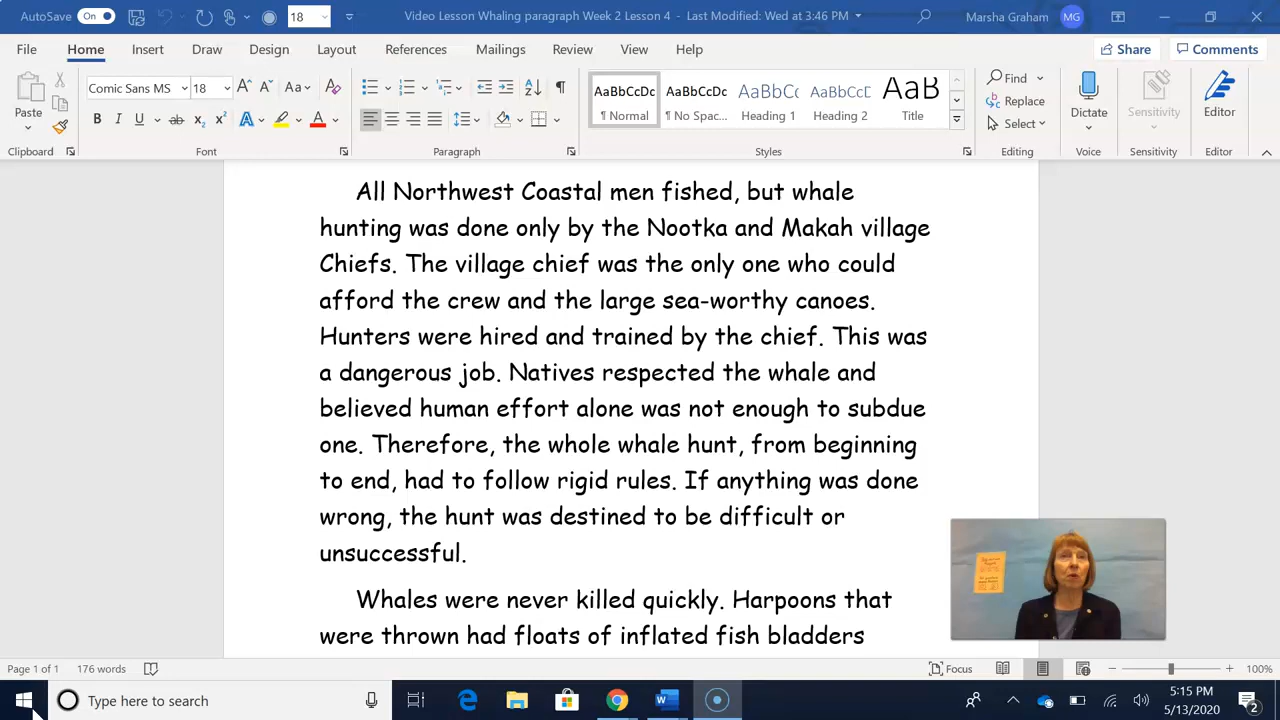 AutoSave On 18 Video Lesson Whaling paragraph Week 2 Lesson 4 - Last Modified: Wed at 3:46 PM Marsha Graham MG
File Home Insert Draw Design Layout References Mailings Review View Help Share Comments
Paste
Clipboard
Comic Sans MS 18 A A Aa A
B I U ab x2 x2 A A
Font
Paragraph
AaBbCcDc AaBbCcDc AaBbCc AaBbCcD AaB
¶ Normal ¶ No Spac... Heading 1 Heading 2 Title
Styles
Find
Replace
Select
Editing
Dictate
Voice
Sensitivity
Sensitivity
Editor
Editor
All Northwest Coastal men fished, but whale
hunting was done only by the Nootka and Makah village
Chiefs. The village chief was the only one who could
afford the crew and the large sea-worthy canoes.
Hunters were hired and trained by the chief. This was
a dangerous job. Natives respected the whale and
believed human effort alone was not enough to subdue
one. Therefore, the whole whale hunt, from beginning
to end, had to follow rigid rules. If anything was done
wrong, the hunt was destined to be difficult or
unsuccessful.
Whales were never killed quickly. Harpoons that
were thrown had floats of inflated fish bladders
Page 1 of 1 176 words Focus 100%
Type here to search
5:15 PM
5/13/2020
2